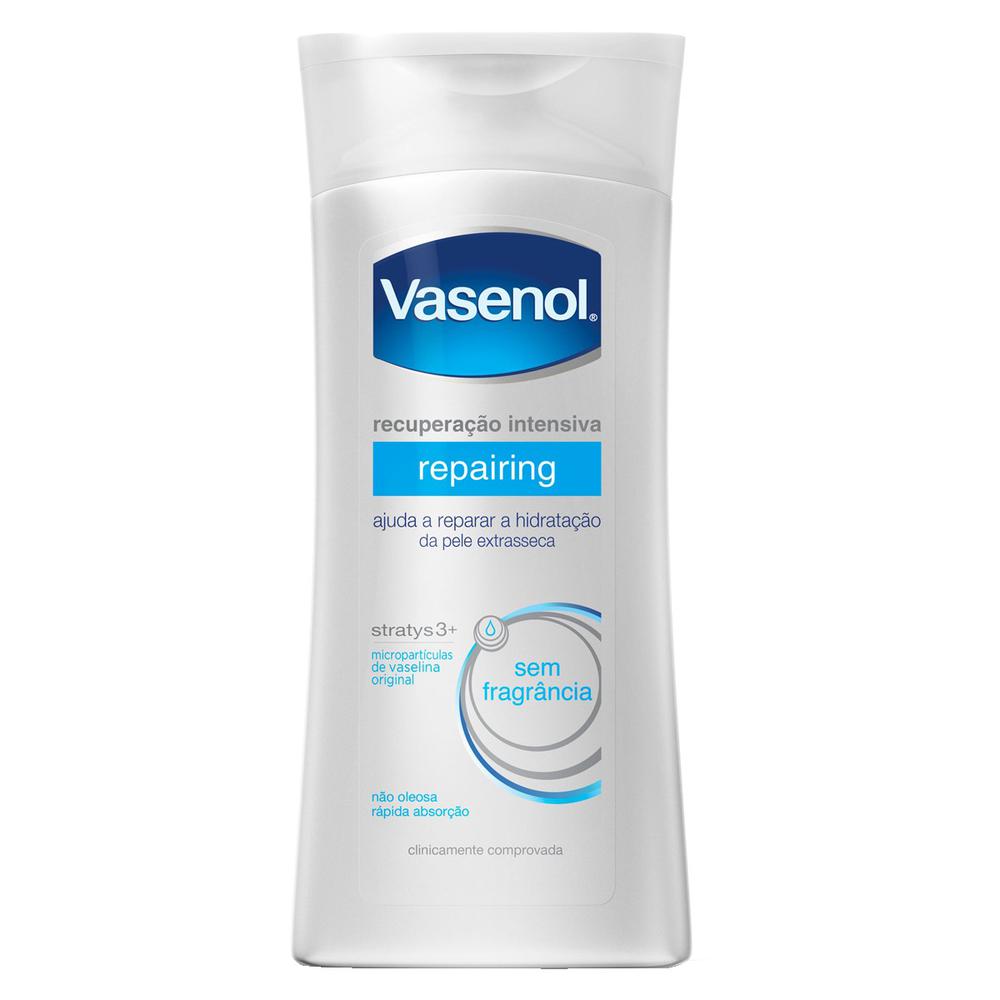 Vasenol®
recuperação intensiva
repairing
ajuda a reparar a hidratação
da pele extrasseca
stratys3+
micropartículas
de vaselina
original
sem
fragrância
não oleosa
rápida absorção
clinicamente comprovada